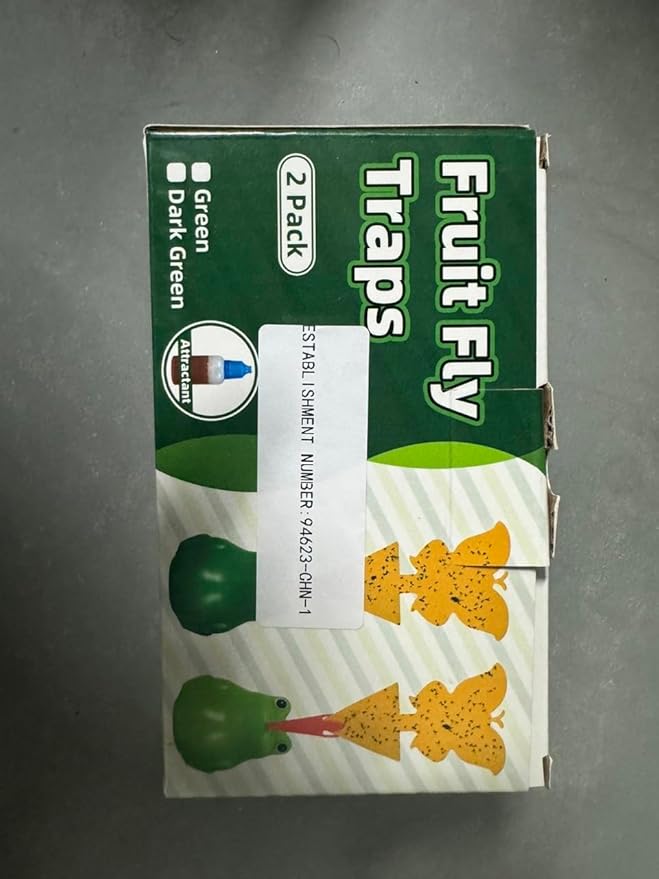 Fruit Fly
Traps
2 Pack
Green
Dark Green
Attractant
ESTABLISHMENT NUMBER:94623-CHN-1